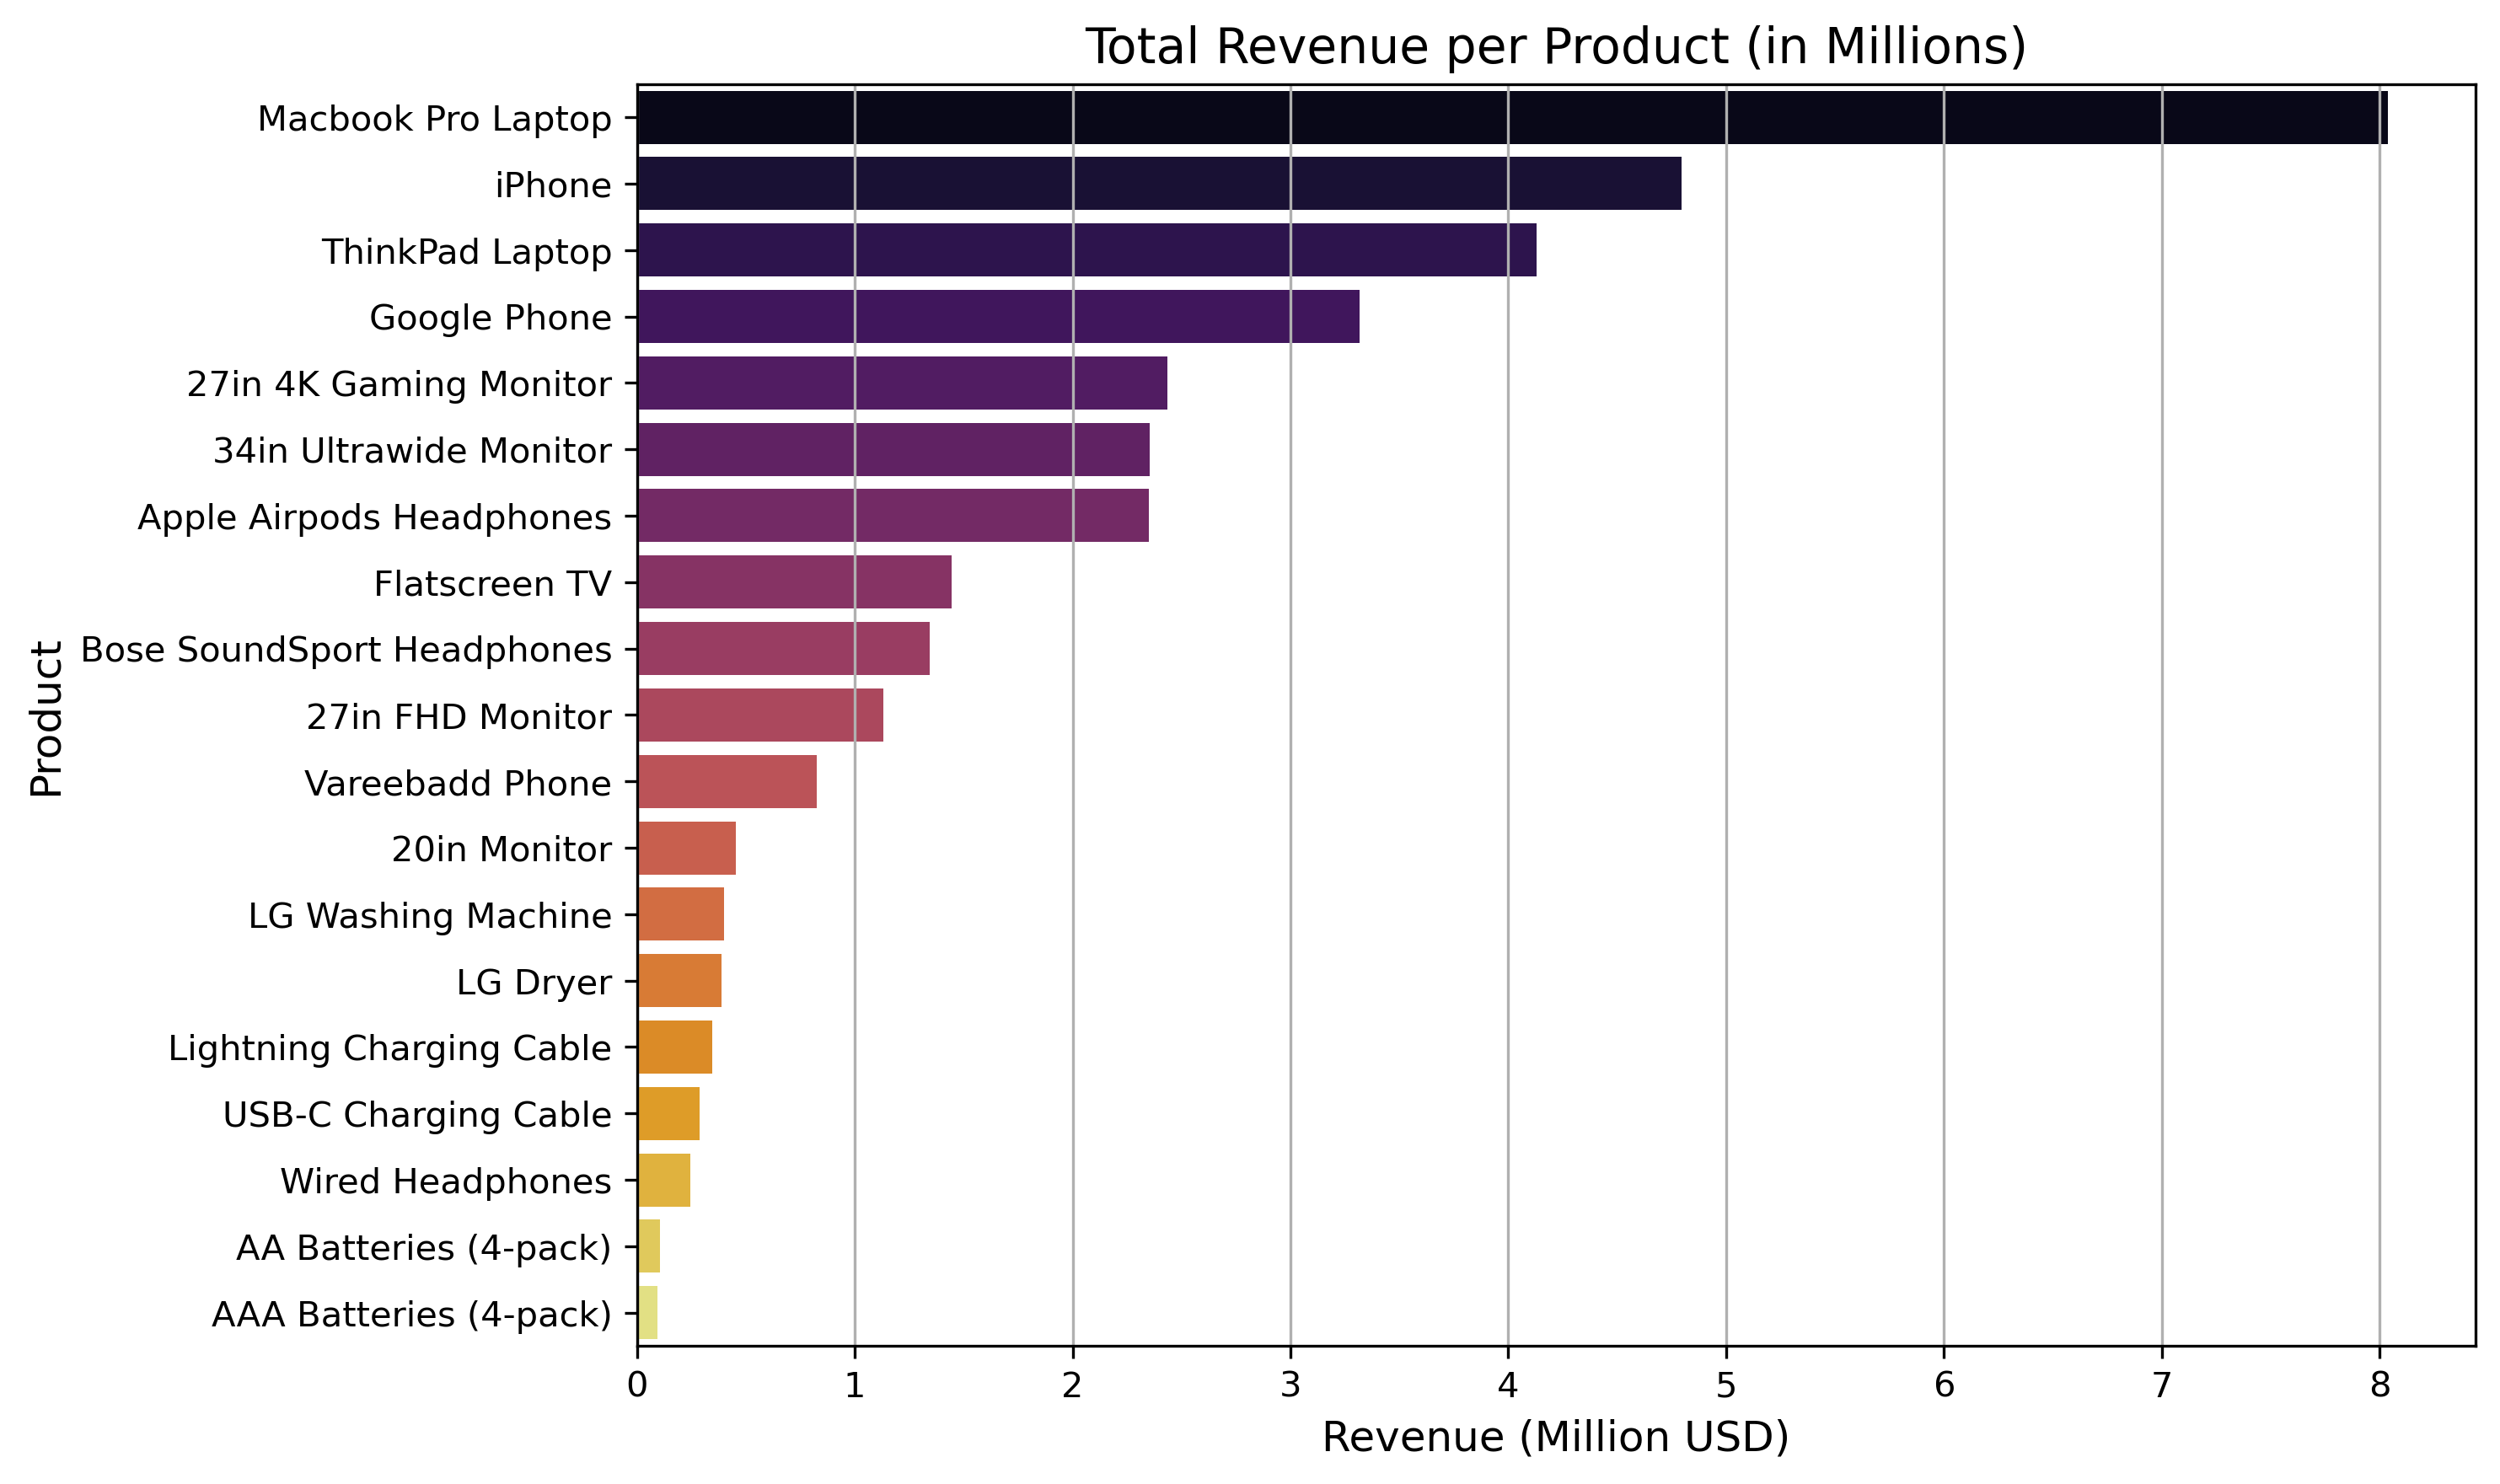 Total Revenue per Product (in Millions)
Macbook Pro Laptop
iPhone
ThinkPad Laptop
Google Phone
27in 4K Gaming Monitor
34in Ultrawide Monitor
Apple Airpods Headphones
Flatscreen TV
Bose SoundSport Headphones
27in FHD Monitor
Vareebadd Phone
20in Monitor
LG Washing Machine
LG Dryer
Lightning Charging Cable
USB-C Charging Cable
Wired Headphones
AA Batteries (4-pack)
AAA Batteries (4-pack)
Product
0 1 2 3 4 5 6 7 8
Revenue (Million USD)